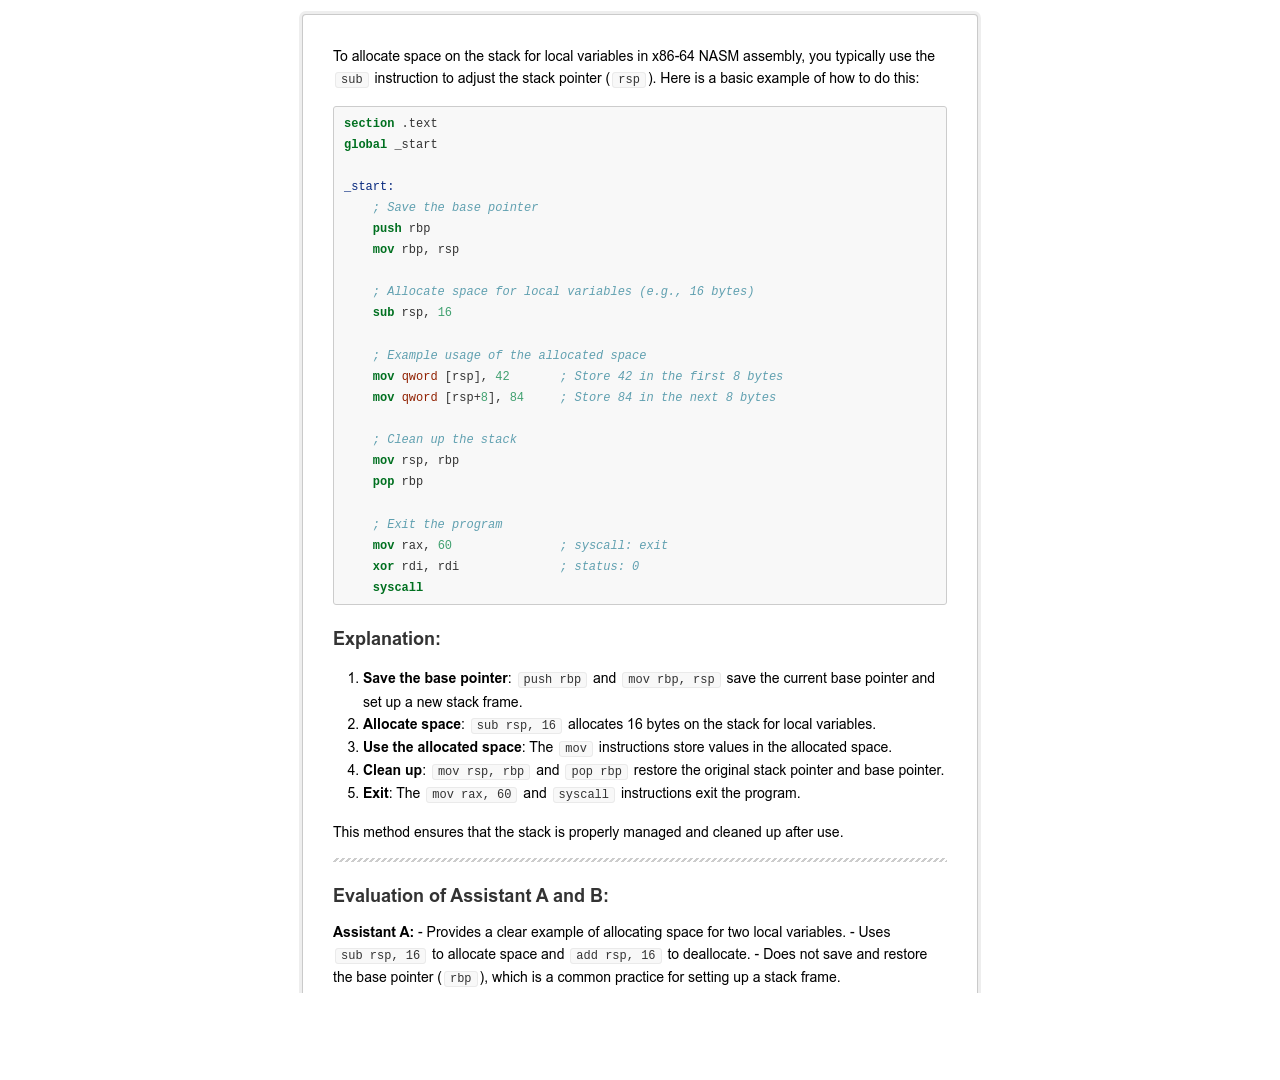 To allocate space on the stack for local variables in x86-64 NASM assembly, you typically use the
sub instruction to adjust the stack pointer ( rsp ). Here is a basic example of how to do this:
section .text
global _start
_start:
; Save the base pointer
push rbp
mov rbp, rsp
; Allocate space for local variables (e.g., 16 bytes)
sub rsp, 16
; Example usage of the allocated space
mov qword [rsp], 42 ; Store 42 in the first 8 bytes
mov qword [rsp+8], 84 ; Store 84 in the next 8 bytes
; Clean up the stack
mov rsp, rbp
pop rbp
; Exit the program
mov rax, 60 ; syscall: exit
xor rdi, rdi ; status: 0
syscall
Explanation:
1. Save the base pointer: push rbp and mov rbp, rsp save the current base pointer and
set up a new stack frame.
2. Allocate space: sub rsp, 16 allocates 16 bytes on the stack for local variables.
3. Use the allocated space: The mov instructions store values in the allocated space.
4. Clean up: mov rsp, rbp and pop rbp restore the original stack pointer and base pointer.
5. Exit: The mov rax, 60 and syscall instructions exit the program.
This method ensures that the stack is properly managed and cleaned up after use.
Evaluation of Assistant A and B:
Assistant A: - Provides a clear example of allocating space for two local variables. - Uses
sub rsp, 16 to allocate space and add rsp, 16 to deallocate. - Does not save and restore
the base pointer ( rbp ), which is a common practice for setting up a stack frame.